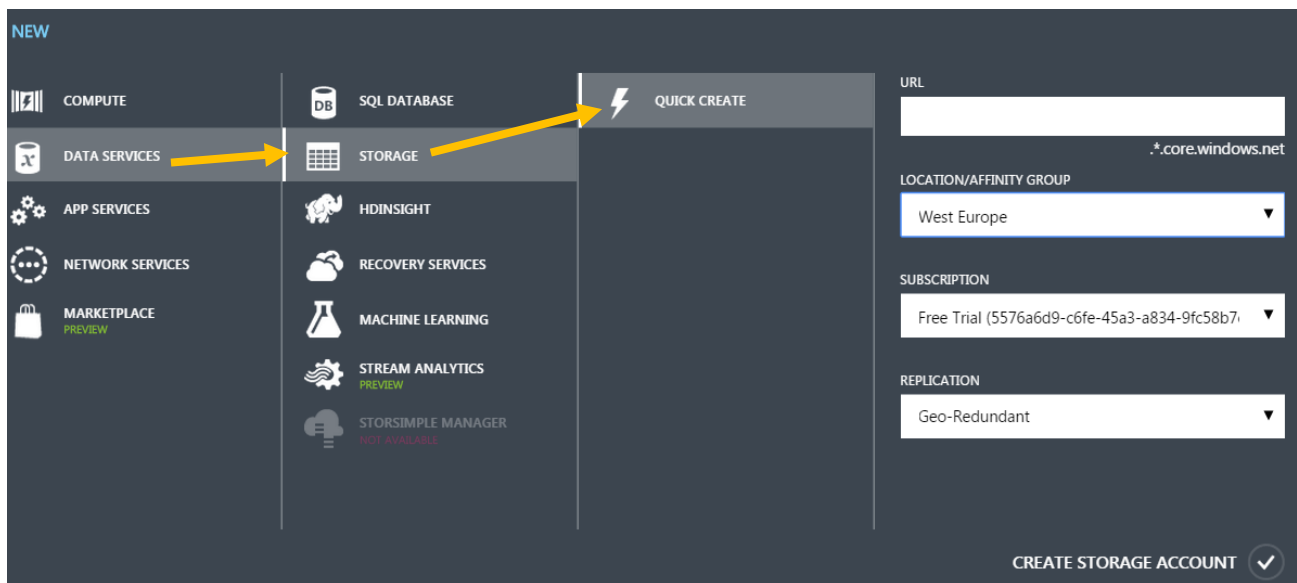 NEW
COMPUTE
DATA SERVICES
APP SERVICES
NETWORK SERVICES
MARKETPLACE
PREVIEW
DB
SQL DATABASE
STORAGE
HDINSIGHT
RECOVERY SERVICES
MACHINE LEARNING
STREAM ANALYTICS
PREVIEW
STORSIMPLE MANAGER
NOT AVAILABLE
QUICK CREATE
URL
.*.core.windows.net
LOCATION/AFFINITY GROUP
West Europe
SUBSCRIPTION
Free Trial (5576a6d9-c6fe-45a3-a834-9fc58b7
REPLICATION
Geo-Redundant
CREATE STORAGE ACCOUNT